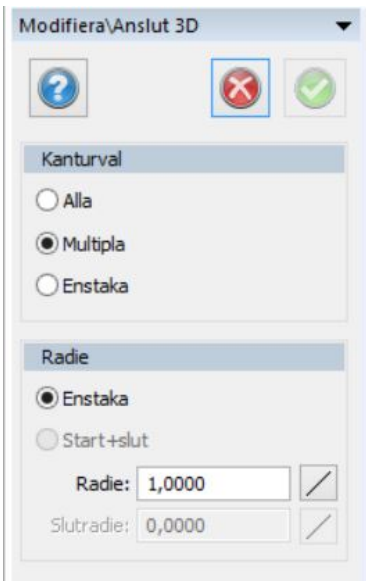 Modifiera\Anslut 3D
Kanturval
Alla
Multipla
Enstaka
Radie
Enstaka
Start+slut
Radie: 1,0000
Slutradie: 0,0000